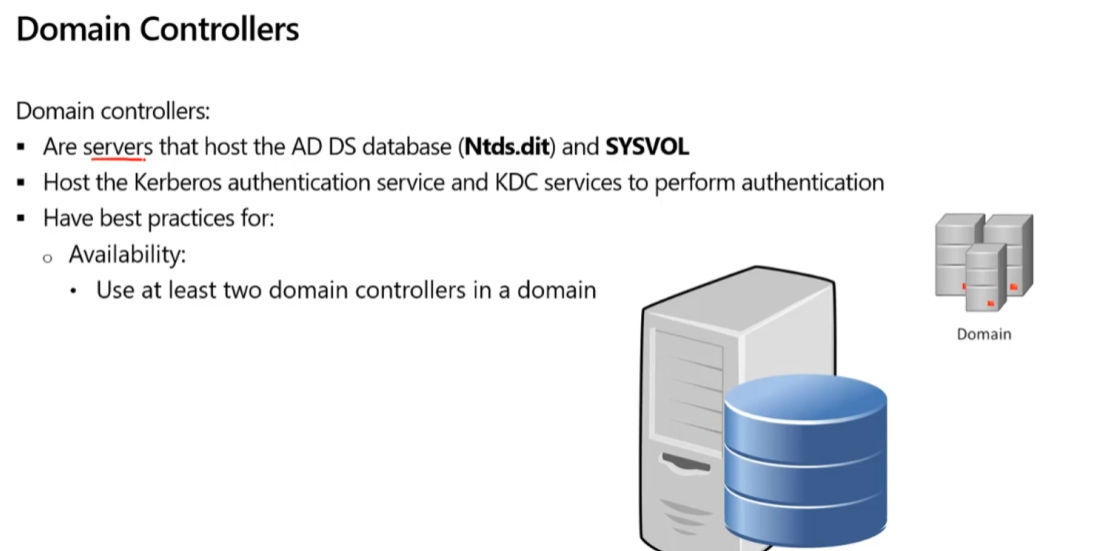 Domain Controllers
Domain controllers:
▪ Are servers that host the AD DS database (Ntds.dit) and SYSVOL
▪ Host the Kerberos authentication service and KDC services to perform authentication
▪ Have best practices for:
o Availability:
• Use at least two domain controllers in a domain
Domain